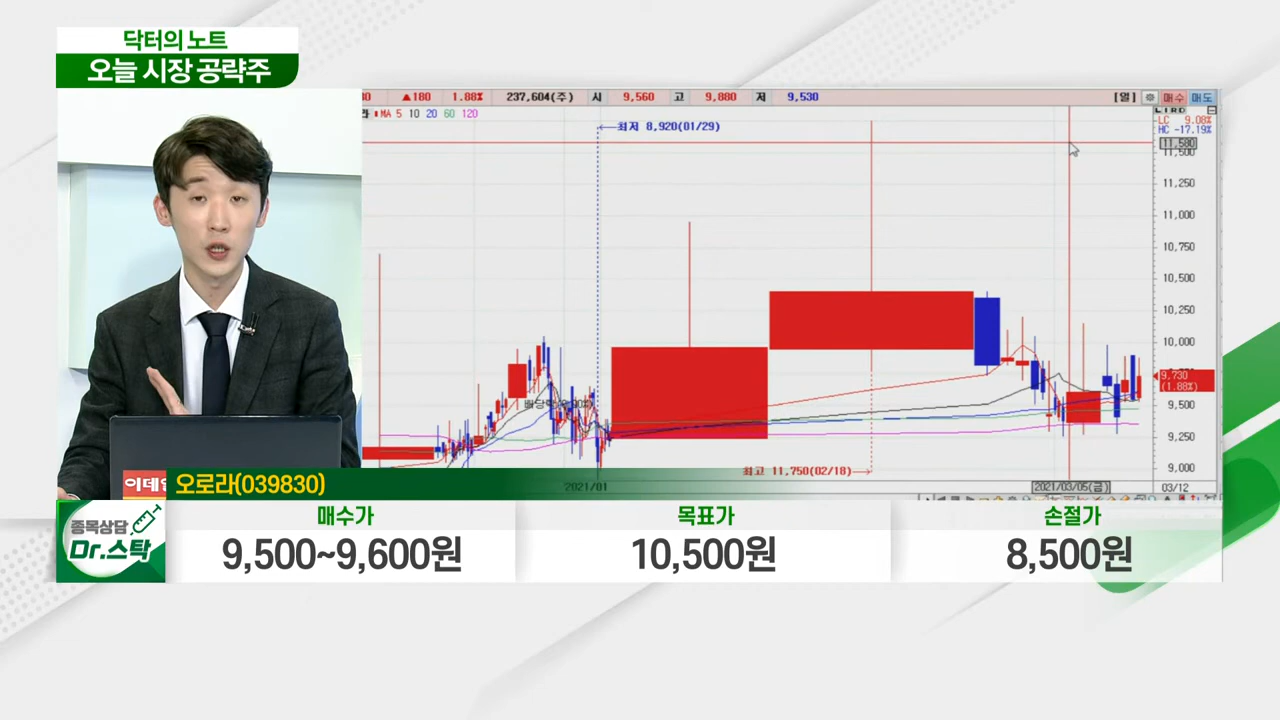 닥터의 노트
오늘 시장 공략주
▲180 1.88% 237,604(주) 시 9,560 고 9,880 저 9,530 [일] 매수 매도
MA 5 10 20 60 120
LC 9.08%
HC -17.19%
최저 8,920(01/29)
11,580
11,500
11,250
11,000
10,750
10,500
10,250
10,000
9,730
(1.88%)
9,500
9,250
9,000
최고 11,750(02/18)
2021/01
2021/03/05(금)
03/12
이데일
오로라(039830)
종목상담
Dr.스탁
매수가
9,500~9,600원
목표가
10,500원
손절가
8,500원